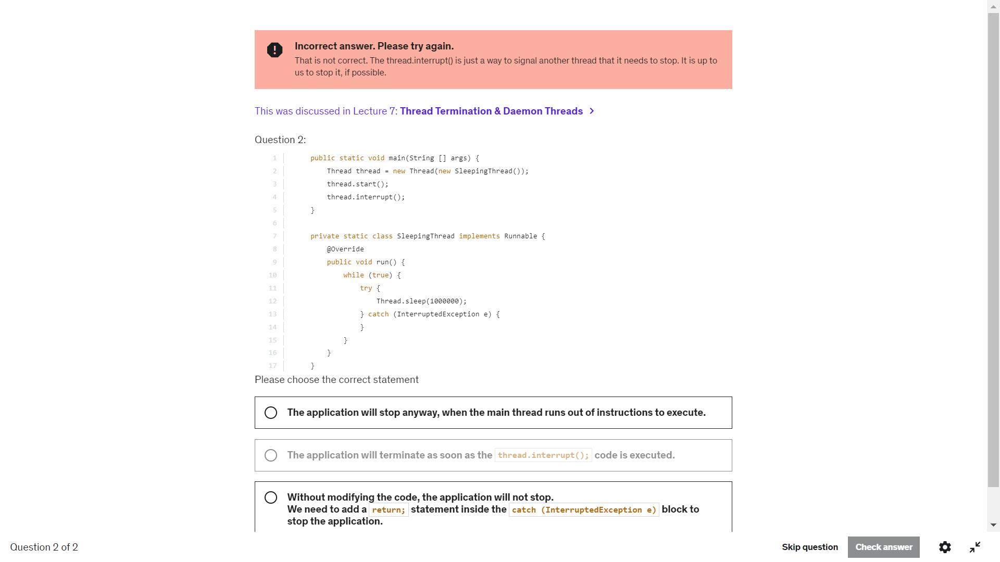 Incorrect answer. Please try again.
That is not correct. The thread.interrupt() is just a way to signal another thread that it needs to stop. It is up to
us to stop it, if possible.
This was discussed in Lecture 7: Thread Termination & Daemon Threads
Question 2:
1 public static void main(String [] args) {
2 Thread thread = new Thread(new SleepingThread());
3 thread.start();
4 thread.interrupt();
5 }
6
7 private static class SleepingThread implements Runnable {
8 @Override
9 public void run() {
10 while (true) {
11 try {
12 Thread.sleep(1000000);
13 } catch (InterruptedException e) {
14 }
15 }
16 }
17 }
Please choose the correct statement
The application will stop anyway, when the main thread runs out of instructions to execute.
The application will terminate as soon as the thread.interrupt(); code is executed.
Without modifying the code, the application will not stop.
We need to add a return; statement inside the catch (InterruptedException e) block to
stop the application.
Question 2 of 2
Skip question
Check answer